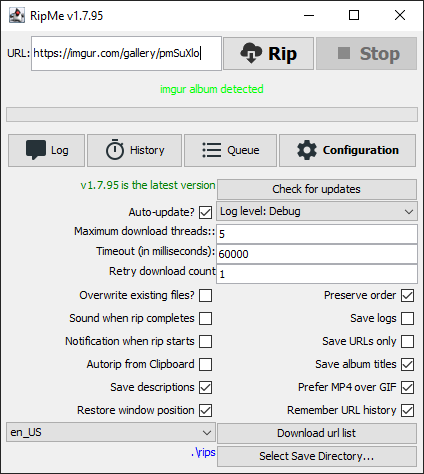 RipMe v1.7.95
URL: https://imgur.com/gallery/pmSuXlo Rip Stop
imgur album detected
Log History Queue Configuration
v1.7.95 is the latest version Check for updates
Auto-update? Log level: Debug
Maximum download threads:: 5
Timeout (in milliseconds): 60000
Retry download count 1
Overwrite existing files? Preserve order
Sound when rip completes Save logs
Notification when rip starts Save URLs only
Autorip from Clipboard Save album titles
Save descriptions Prefer MP4 over GIF
Restore window position Remember URL history
en_US Download url list
.\rips Select Save Directory...